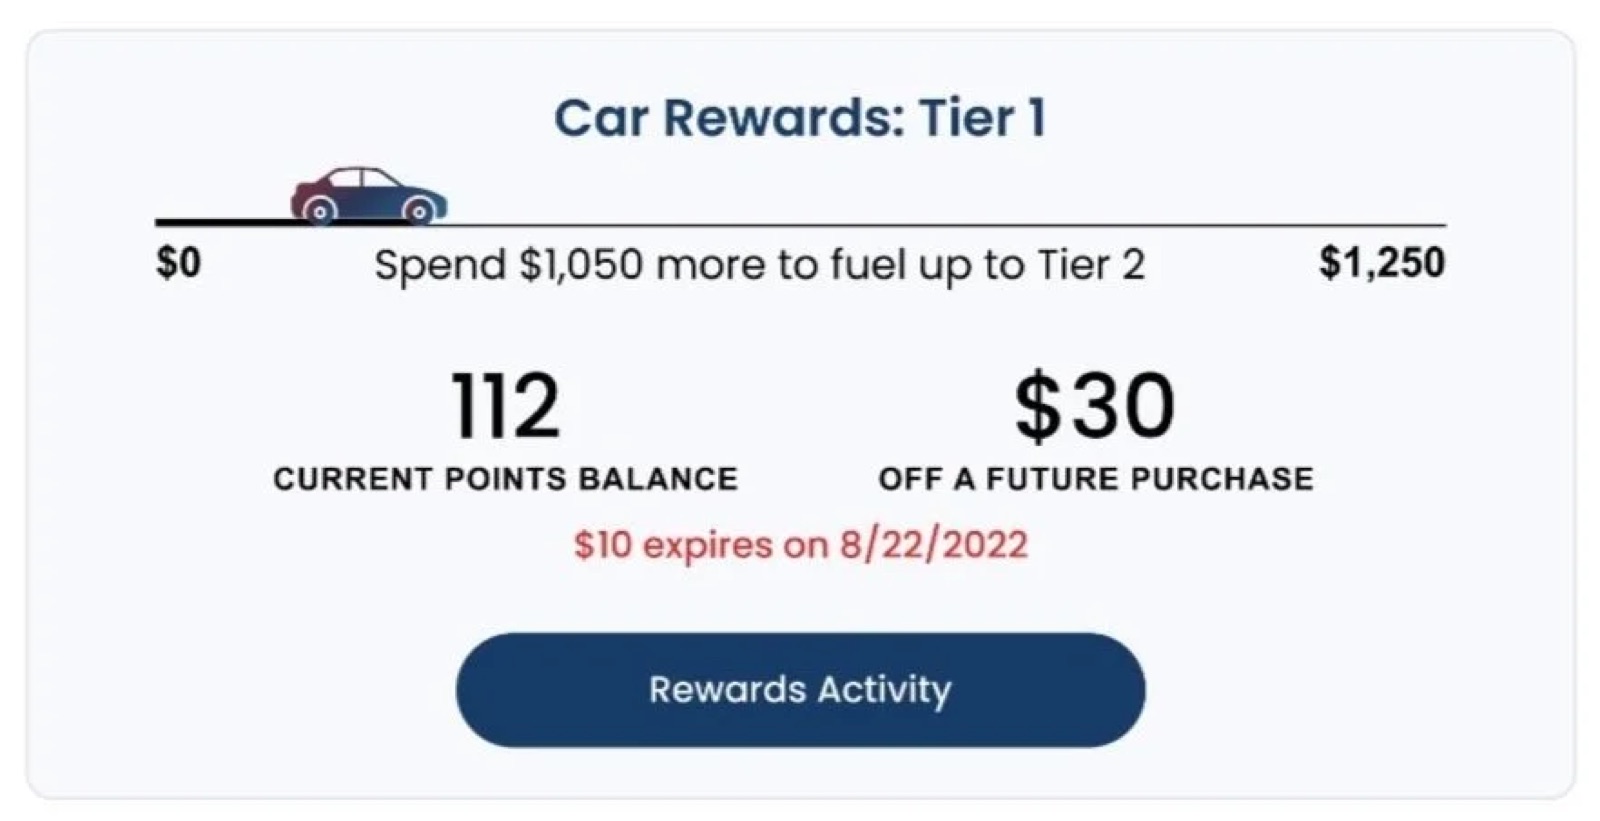 Car Rewards: Tier 1
$0 Spend $1,050 more to fuel up to Tier 2 $1,250
112 $30
CURRENT POINTS BALANCE OFF A FUTURE PURCHASE
$10 expires on 8/22/2022
Rewards Activity